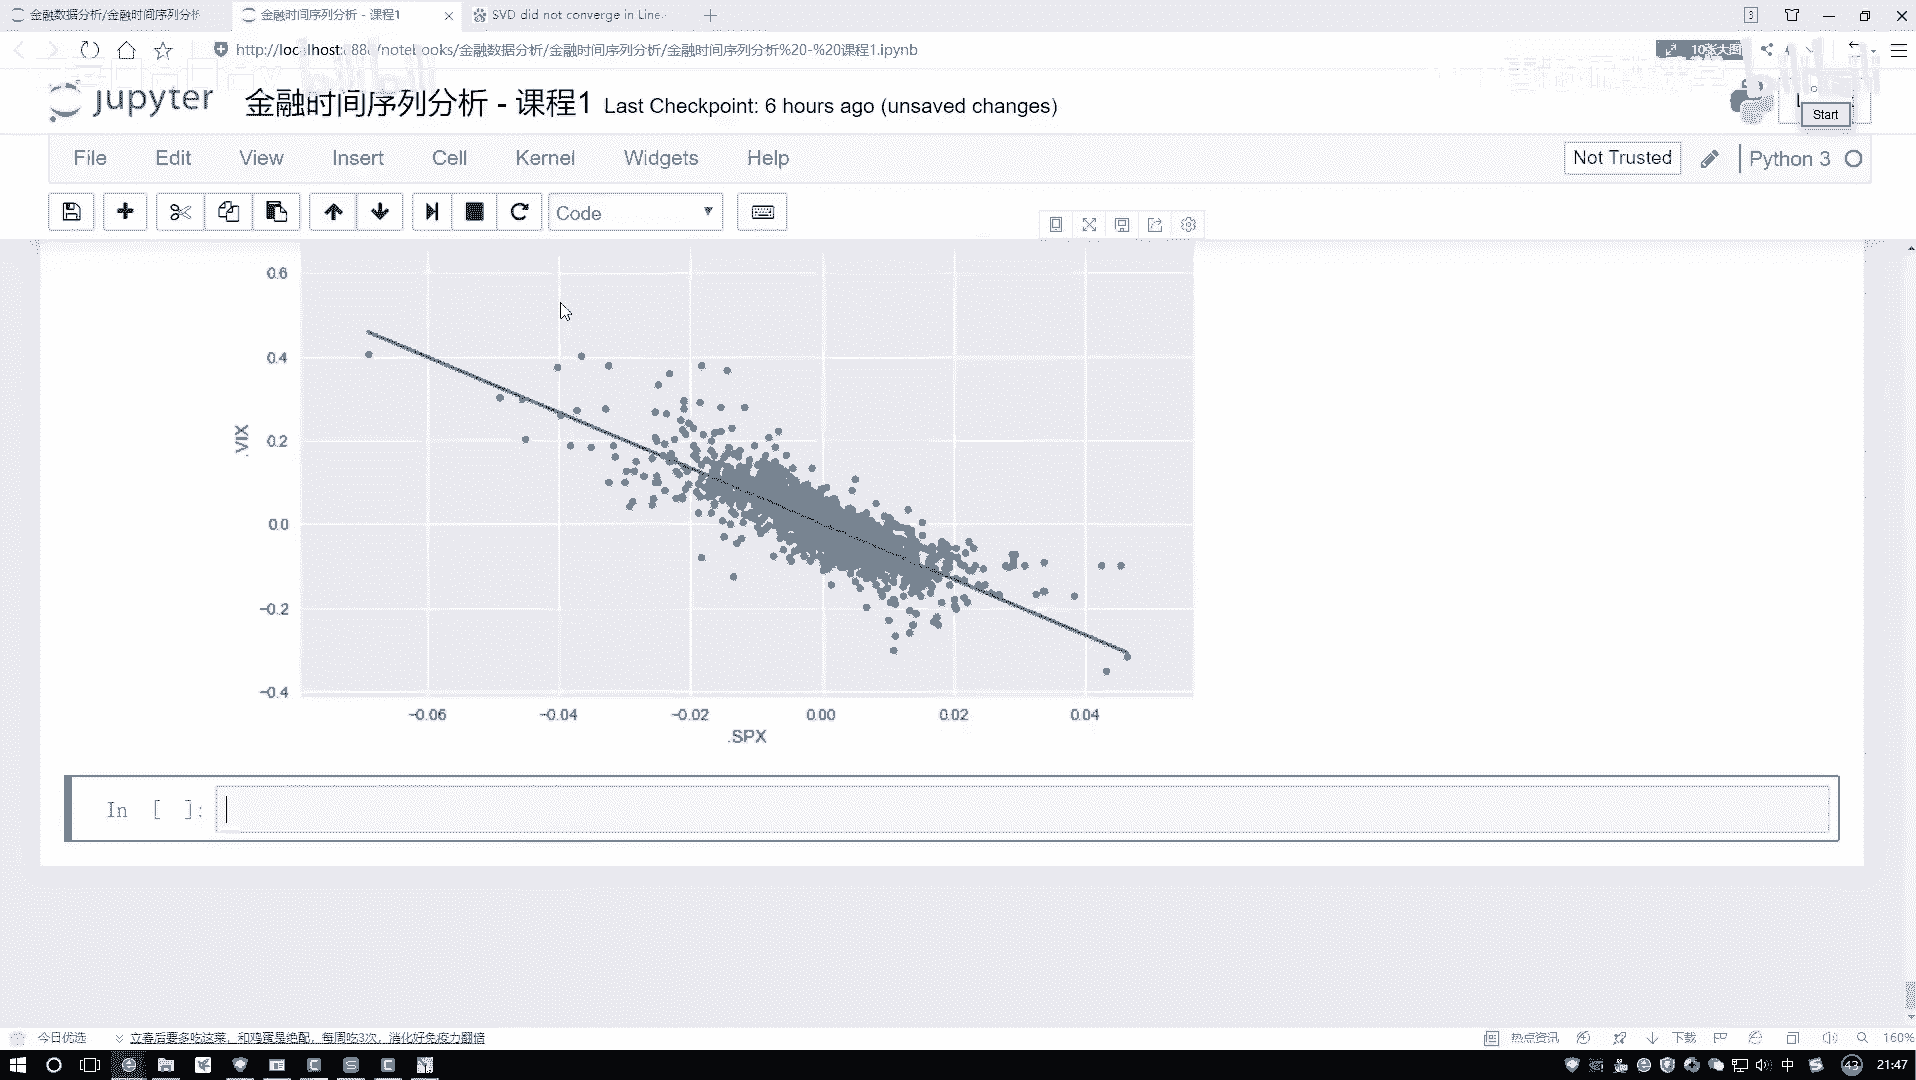 金融数据分析/金融时间序列分析
金融时间序列分析 - 课程1
SVD did not converge in Line.
3
http://localhost:888/notebooks/金融数据分析/金融时间序列分析/金融时间序列分析%20-%20课程1.ipynb
10张大图
jupyter
金融时间序列分析 - 课程1 Last Checkpoint: 6 hours ago (unsaved changes)
Start
File Edit View Insert Cell Kernel Widgets Help
Not Trusted
Python 3
Code
0.6
0.4
0.2
0.0
−0.2
−0.4
.VIX
−0.06 −0.04 −0.02 0.00 0.02 0.04
.SPX
In [ ]:
今日优选
立春后要多吃这菜，和鸡蛋是绝配，每周吃3次，消化好免疫力翻倍
热点资讯
下载
160%
中
43
21:47